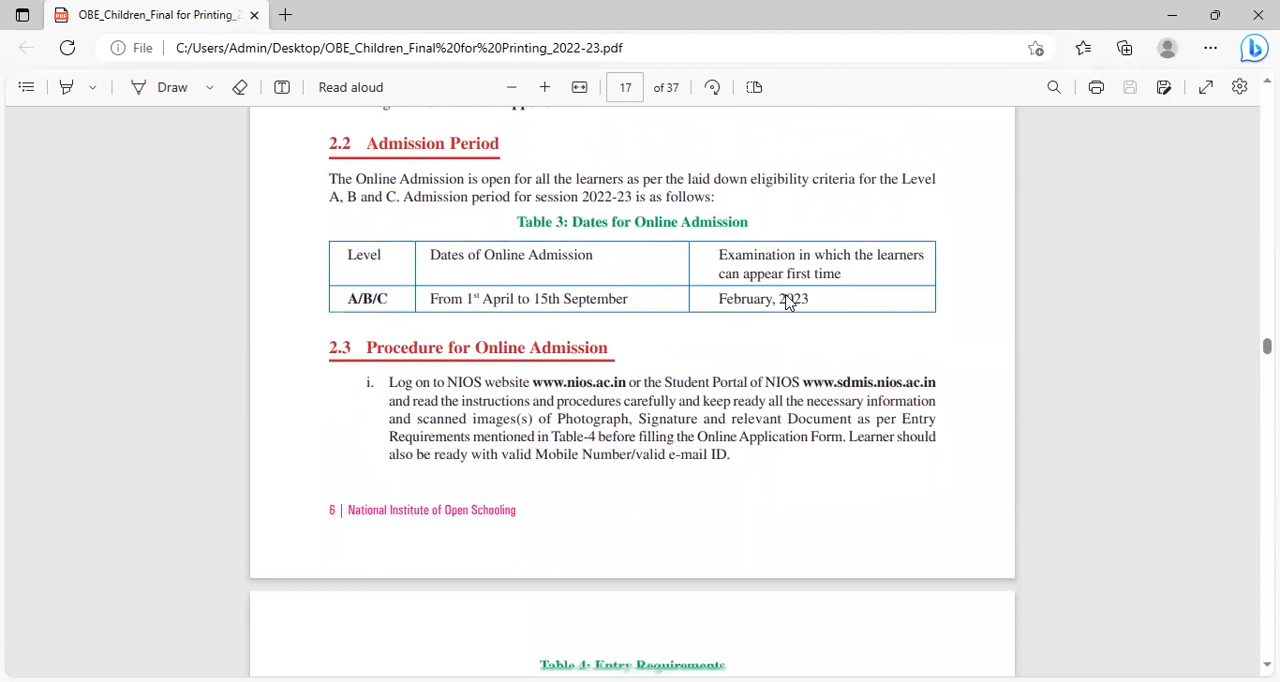 OBE_Children_Final for Printing_2
File
C:/Users/Admin/Desktop/OBE_Children_Final%20for%20Printing_2022-23.pdf
Draw
Read aloud
17 of 37
2.2 Admission Period
The Online Admission is open for all the learners as per the laid down eligibility criteria for the Level
A, B and C. Admission period for session 2022-23 is as follows:
Table 3: Dates for Online Admission
Level Dates of Online Admission Examination in which the learners
can appear first time
A/B/C From 1st April to 15th September February, 2023
2.3 Procedure for Online Admission
i. Log on to NIOS website www.nios.ac.in or the Student Portal of NIOS www.sdmis.nios.ac.in
and read the instructions and procedures carefully and keep ready all the necessary information
and scanned images(s) of Photograph, Signature and relevant Document as per Entry
Requirements mentioned in Table-4 before filling the Online Application Form. Learner should
also be ready with valid Mobile Number/valid e-mail ID.
6 | National Institute of Open Schooling
Table 4: Entry Requirements